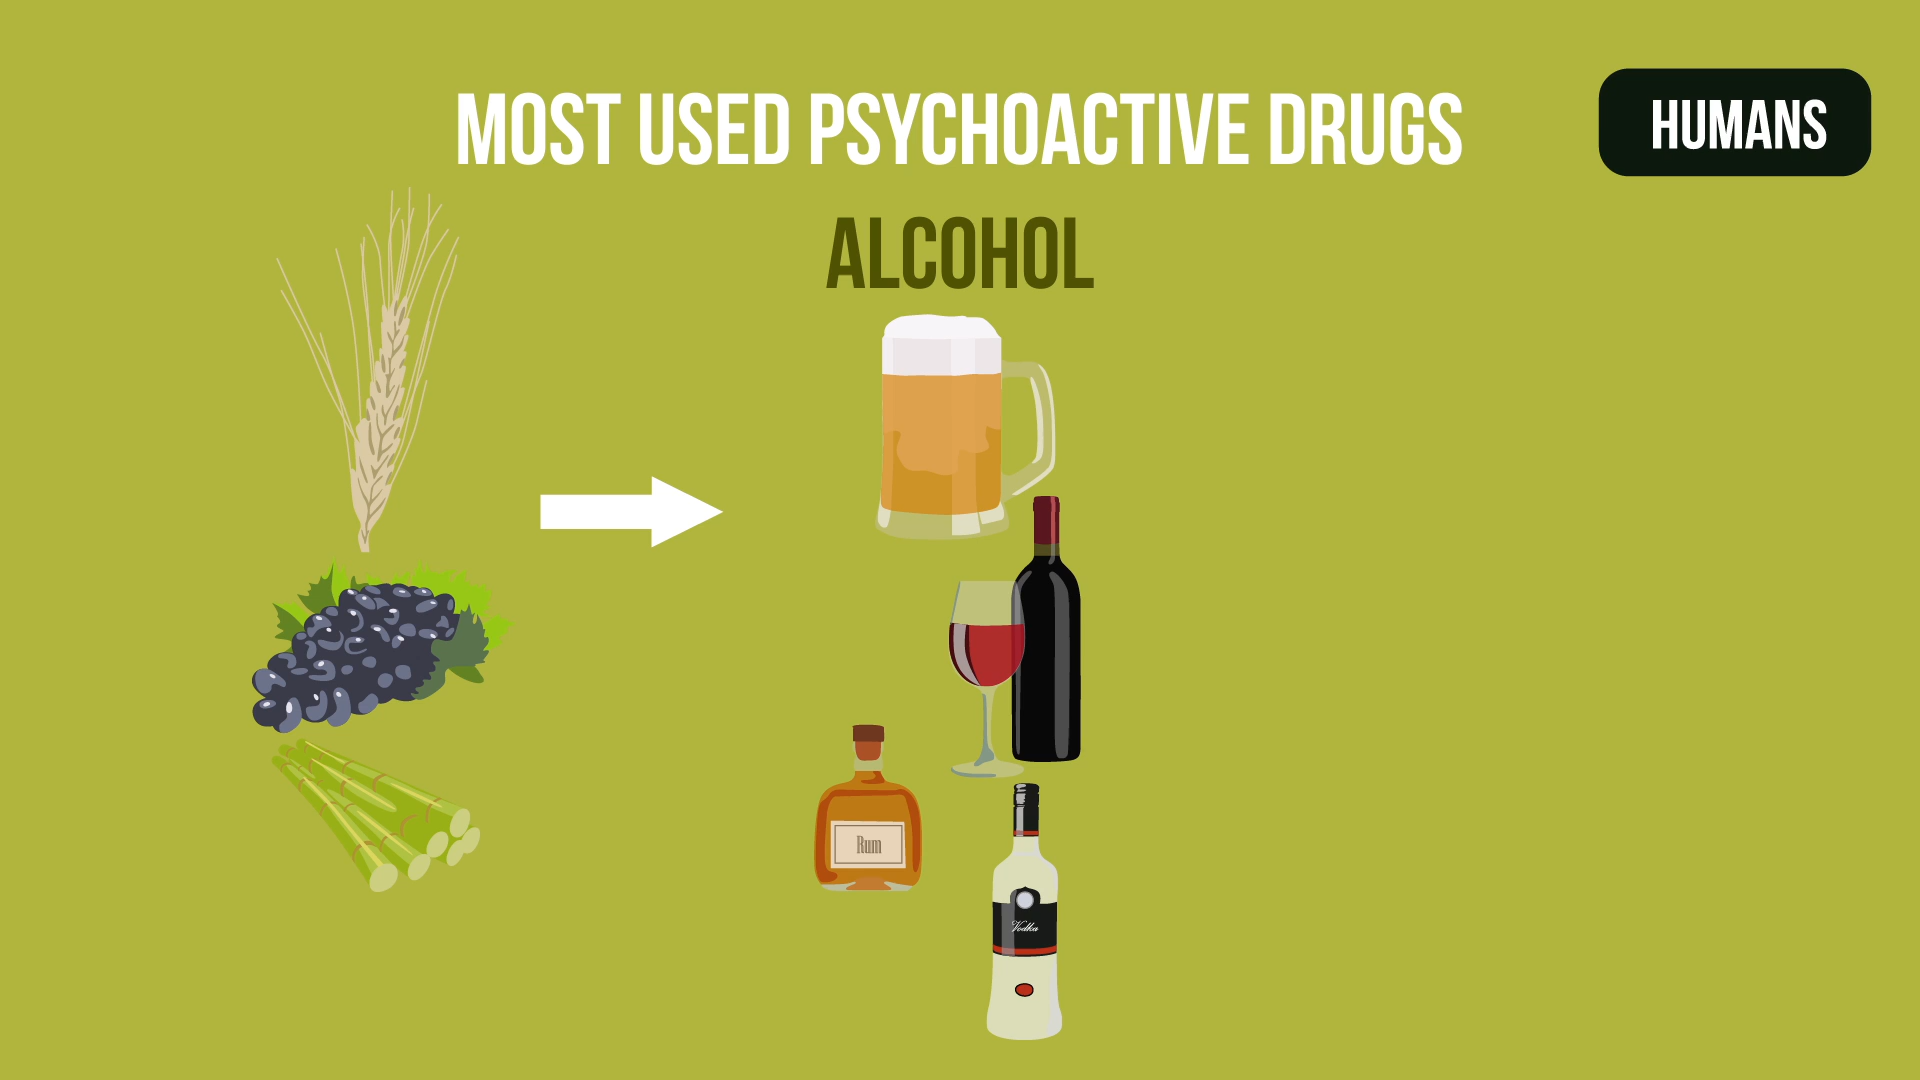 MOST USED PSYCHOACTIVE DRUGS
HUMANS
ALCOHOL
Rum
Vodka